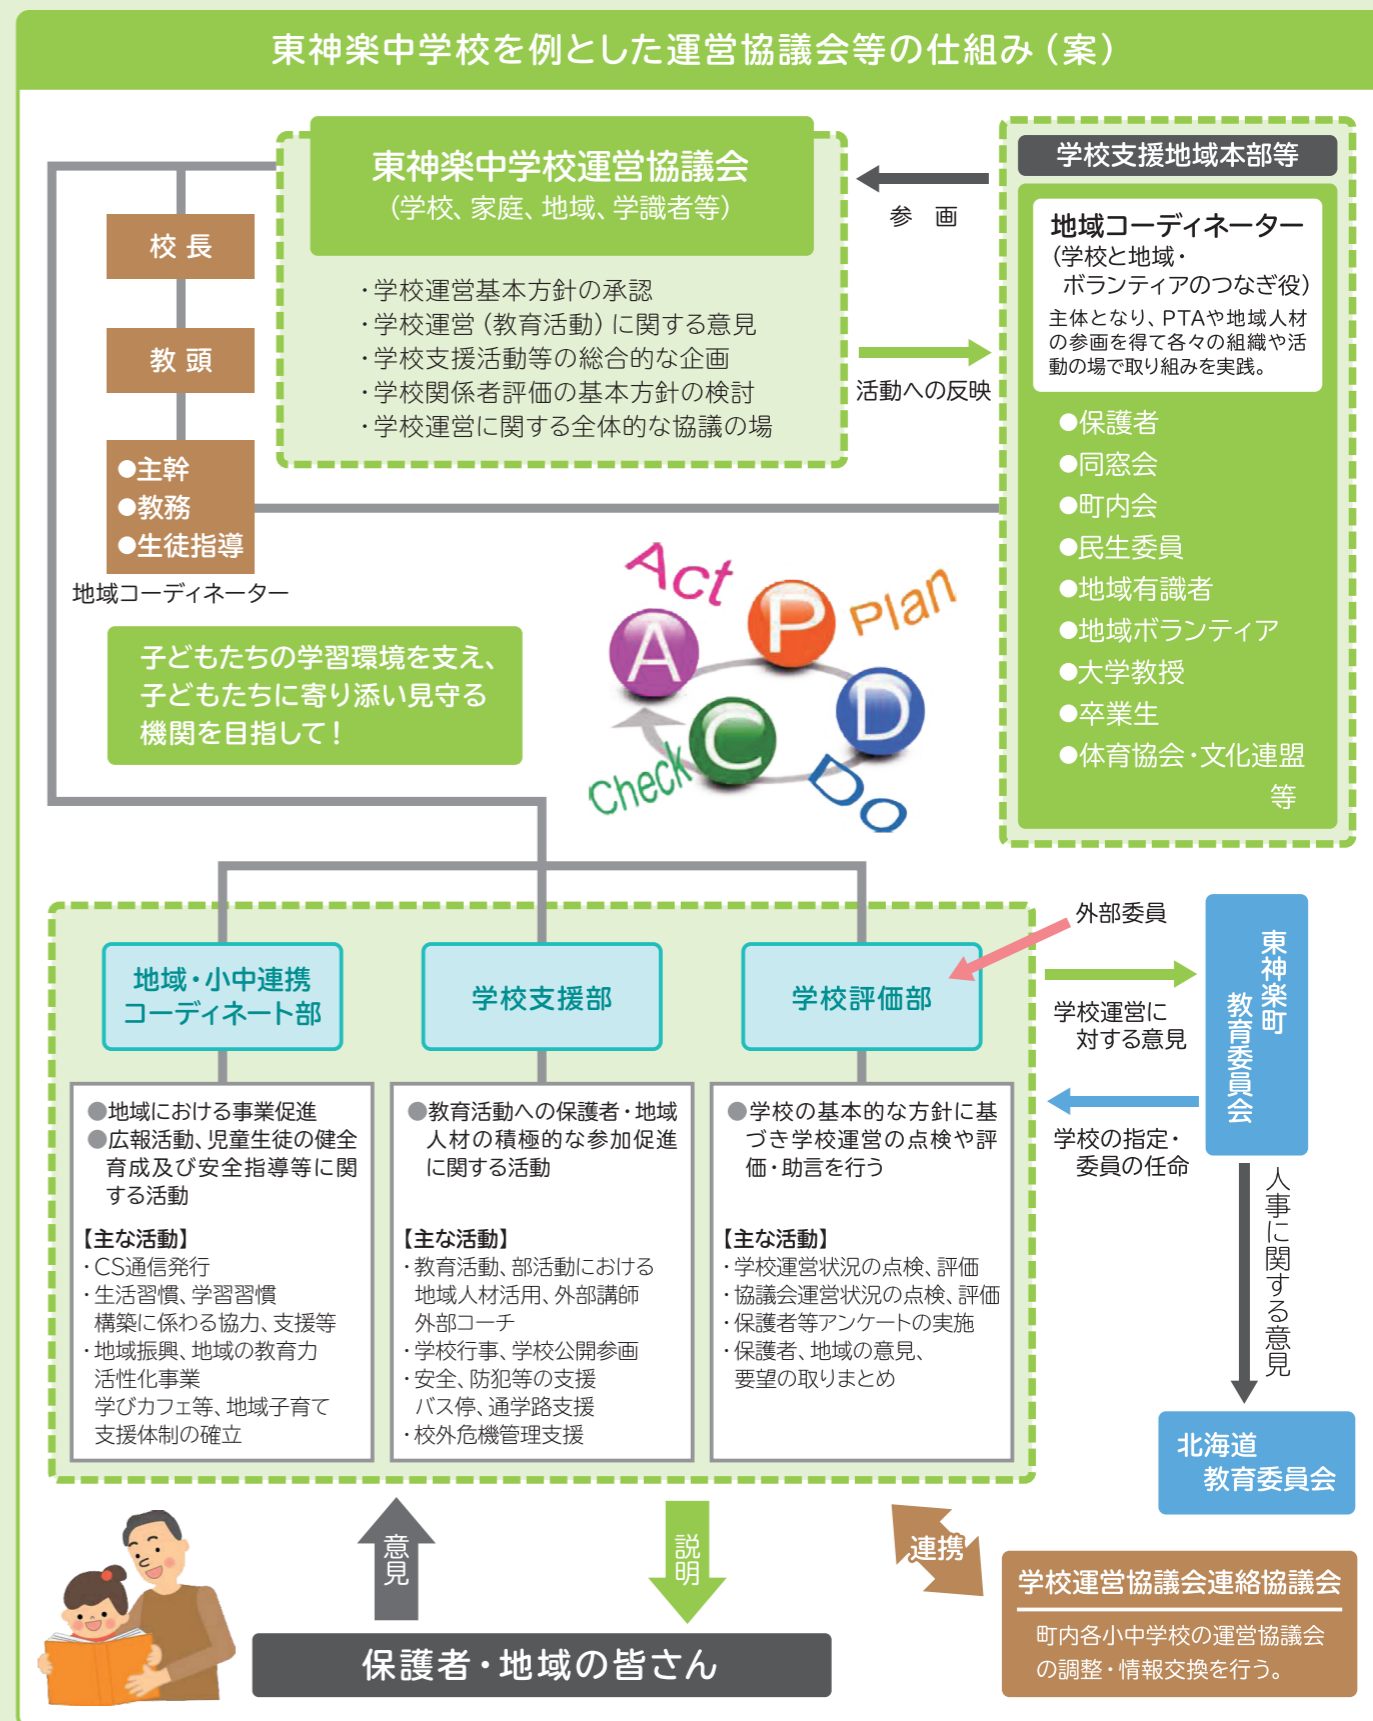 東神楽中学校を例とした運営協議会等の仕組み（案）
東神楽中学校運営協議会
（学校、家庭、地域、学識者等）
・学校運営基本方針の承認
・学校運営（教育活動）に関する意見
・学校支援活動等の総合的な企画
・学校関係者評価の基本方針の検討
・学校運営に関する全体的な協議の場
校長
教頭
●主幹
●教務
●生徒指導
地域コーディネーター
参　画
活動への反映
学校支援地域本部等
地域コーディネーター
（学校と地域・
ボランティアのつなぎ役）
主体となり、PTAや地域人材
の参画を得て各々の組織や活
動の場で取り組みを実践。
●保護者
●同窓会
●町内会
●民生委員
●地域有識者
●地域ボランティア
●大学教授
●卒業生
●体育協会・文化連盟
等
子どもたちの学習環境を支え、
子どもたちに寄り添い見守る
機関を目指して！
Act
A
P
Plan
D
Do
C
Check
地域・小中連携
コーディネート部
●地域における事業促進
●広報活動、児童生徒の健全
育成及び安全指導等に関
する活動
【主な活動】
・CS通信発行
・生活習慣、学習習慣
構築に係わる協力、支援等
・地域振興、地域の教育力
活性化事業
学びカフェ等、地域子育て
支援体制の確立
学校支援部
●教育活動への保護者・地域
人材の積極的な参加促進
に関する活動
【主な活動】
・教育活動、部活動における
地域人材活用、外部講師
外部コーチ
・学校行事、学校公開参画
・安全、防犯等の支援
バス停、通学路支援
・校外危機管理支援
学校評価部
●学校の基本的な方針に基
づき学校運営の点検や評
価・助言を行う
【主な活動】
・学校運営状況の点検、評価
・協議会運営状況の点検、評価
・保護者等アンケートの実施
・保護者、地域の意見、
要望の取りまとめ
外部委員
学校運営に
対する意見
学校の指定・
委員の任命
東神楽町
教育委員会
人事に関する意見
北海道
教育委員会
意見
説明
連携
保護者・地域の皆さん
学校運営協議会連絡協議会
町内各小中学校の運営協議会
の調整・情報交換を行う。